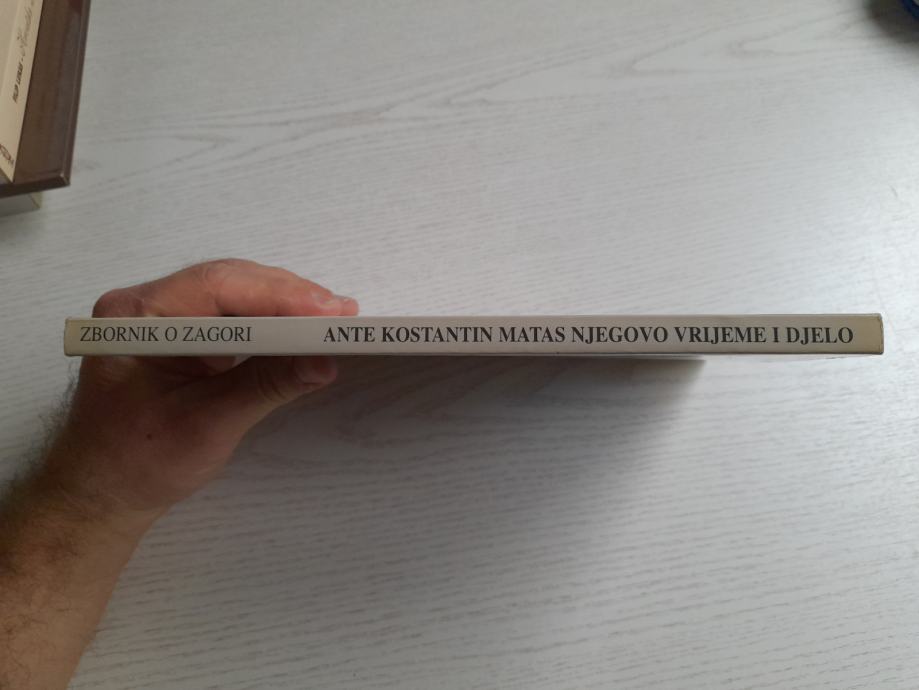 ZBORNIK O ZAGORI ANTE KOSTANTIN MATAS NJEGOVO VRIJEME I DJELO